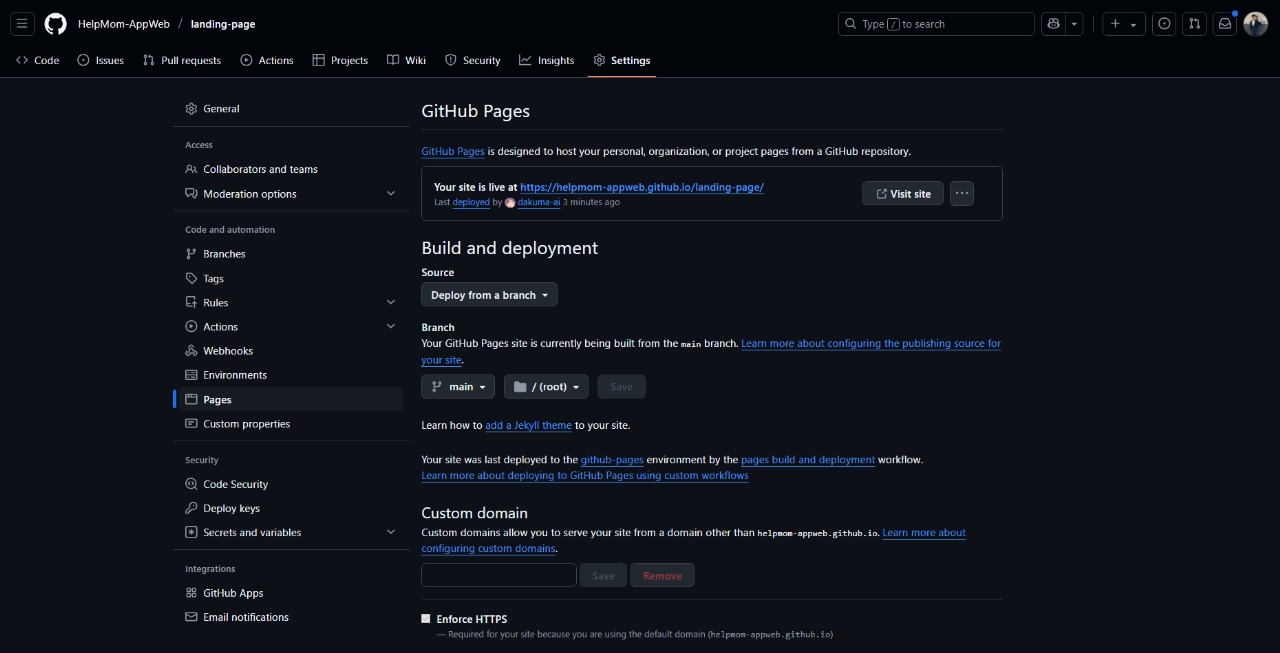 HelpMom-AppWeb / landing-page
Type / to search
Code
Issues
Pull requests
Actions
Projects
Wiki
Security
Insights
Settings
General
Access
Collaborators and teams
Moderation options
Code and automation
Branches
Tags
Rules
Actions
Webhooks
Environments
Pages
Custom properties
Security
Code Security
Deploy keys
Secrets and variables
Integrations
GitHub Apps
Email notifications
GitHub Pages
GitHub Pages is designed to host your personal, organization, or project pages from a GitHub repository.
Your site is live at https://helpmom-appweb.github.io/landing-page/
Last deployed by dakuma-ai 3 minutes ago
Visit site
Build and deployment
Source
Deploy from a branch
Branch
Your GitHub Pages site is currently being built from the main branch. Learn more about configuring the publishing source for
your site.
main
/ (root)
Save
Learn how to add a Jekyll theme to your site.
Your site was last deployed to the github-pages environment by the pages build and deployment workflow.
Learn more about deploying to GitHub Pages using custom workflows
Custom domain
Custom domains allow you to serve your site from a domain other than helpmom-appweb.github.io. Learn more about
configuring custom domains.
Save
Remove
Enforce HTTPS
— Required for your site because you are using the default domain (helpmom-appweb.github.io)